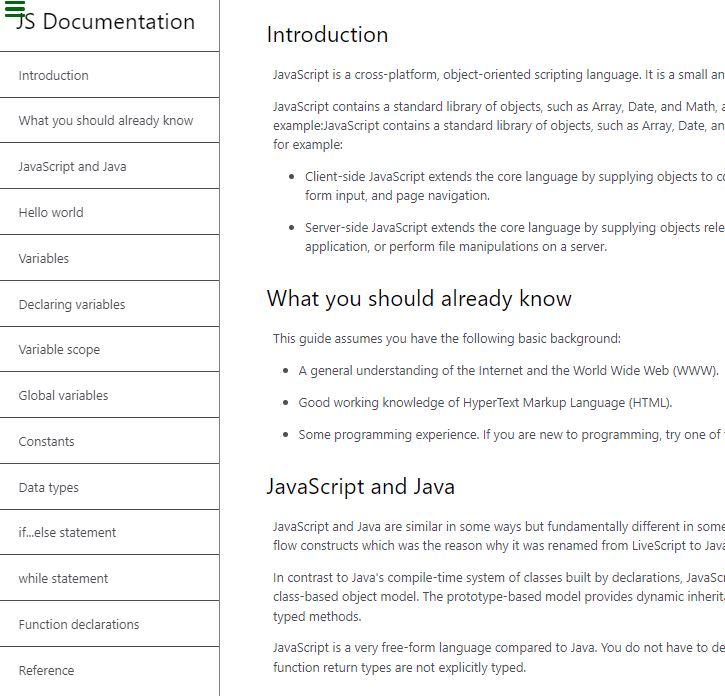 JS Documentation
Introduction
What you should already know
JavaScript and Java
Hello world
Variables
Declaring variables
Variable scope
Global variables
Constants
Data types
if...else statement
while statement
Function declarations
Reference
Introduction
JavaScript is a cross-platform, object-oriented scripting language. It is a small an
JavaScript contains a standard library of objects, such as Array, Date, and Math, a
example:JavaScript contains a standard library of objects, such as Array, Date, an
for example:
• Client-side JavaScript extends the core language by supplying objects to co
form input, and page navigation.
• Server-side JavaScript extends the core language by supplying objects rele
application, or perform file manipulations on a server.
What you should already know
This guide assumes you have the following basic background:
• A general understanding of the Internet and the World Wide Web (WWW).
• Good working knowledge of HyperText Markup Language (HTML).
• Some programming experience. If you are new to programming, try one of
JavaScript and Java
JavaScript and Java are similar in some ways but fundamentally different in some
flow constructs which was the reason why it was renamed from LiveScript to Java
In contrast to Java's compile-time system of classes built by declarations, JavaScr
class-based object model. The prototype-based model provides dynamic inherita
typed methods.
JavaScript is a very free-form language compared to Java. You do not have to de
function return types are not explicitly typed.